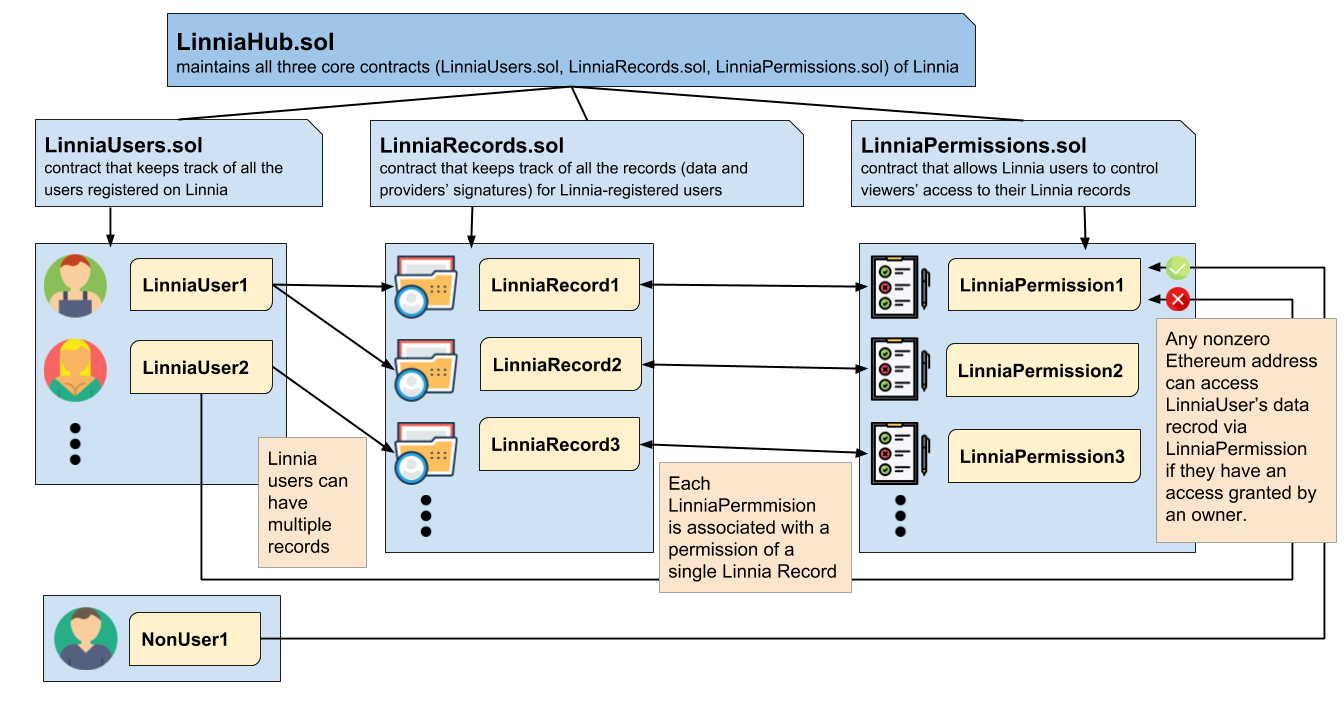 LinniaHub.sol
maintains all three core contracts (LinniaUsers.sol, LinniaRecords.sol, LinniaPermissions.sol) of Linnia
LinniaUsers.sol
contract that keeps track of all the
users registered on Linnia
LinniaRecords.sol
contract that keeps track of all the records (data and
providers' signatures) for Linnia-registered users
LinniaPermissions.sol
contract that allows Linnia users to control
viewers' access to their Linnia records
LinniaUser1
LinniaUser2
LinniaRecord1
LinniaRecord2
LinniaRecord3
LinniaPermission1
LinniaPermission2
LinniaPermission3
Linnia
users can
have
multiple
records
Each
LinniaPermmision
is associated with a
permission of a
single Linnia Record
Any nonzero
Ethereum address
can access
LinniaUser's data
recrod via
LinniaPermission
if they have an
access granted by
an owner.
NonUser1